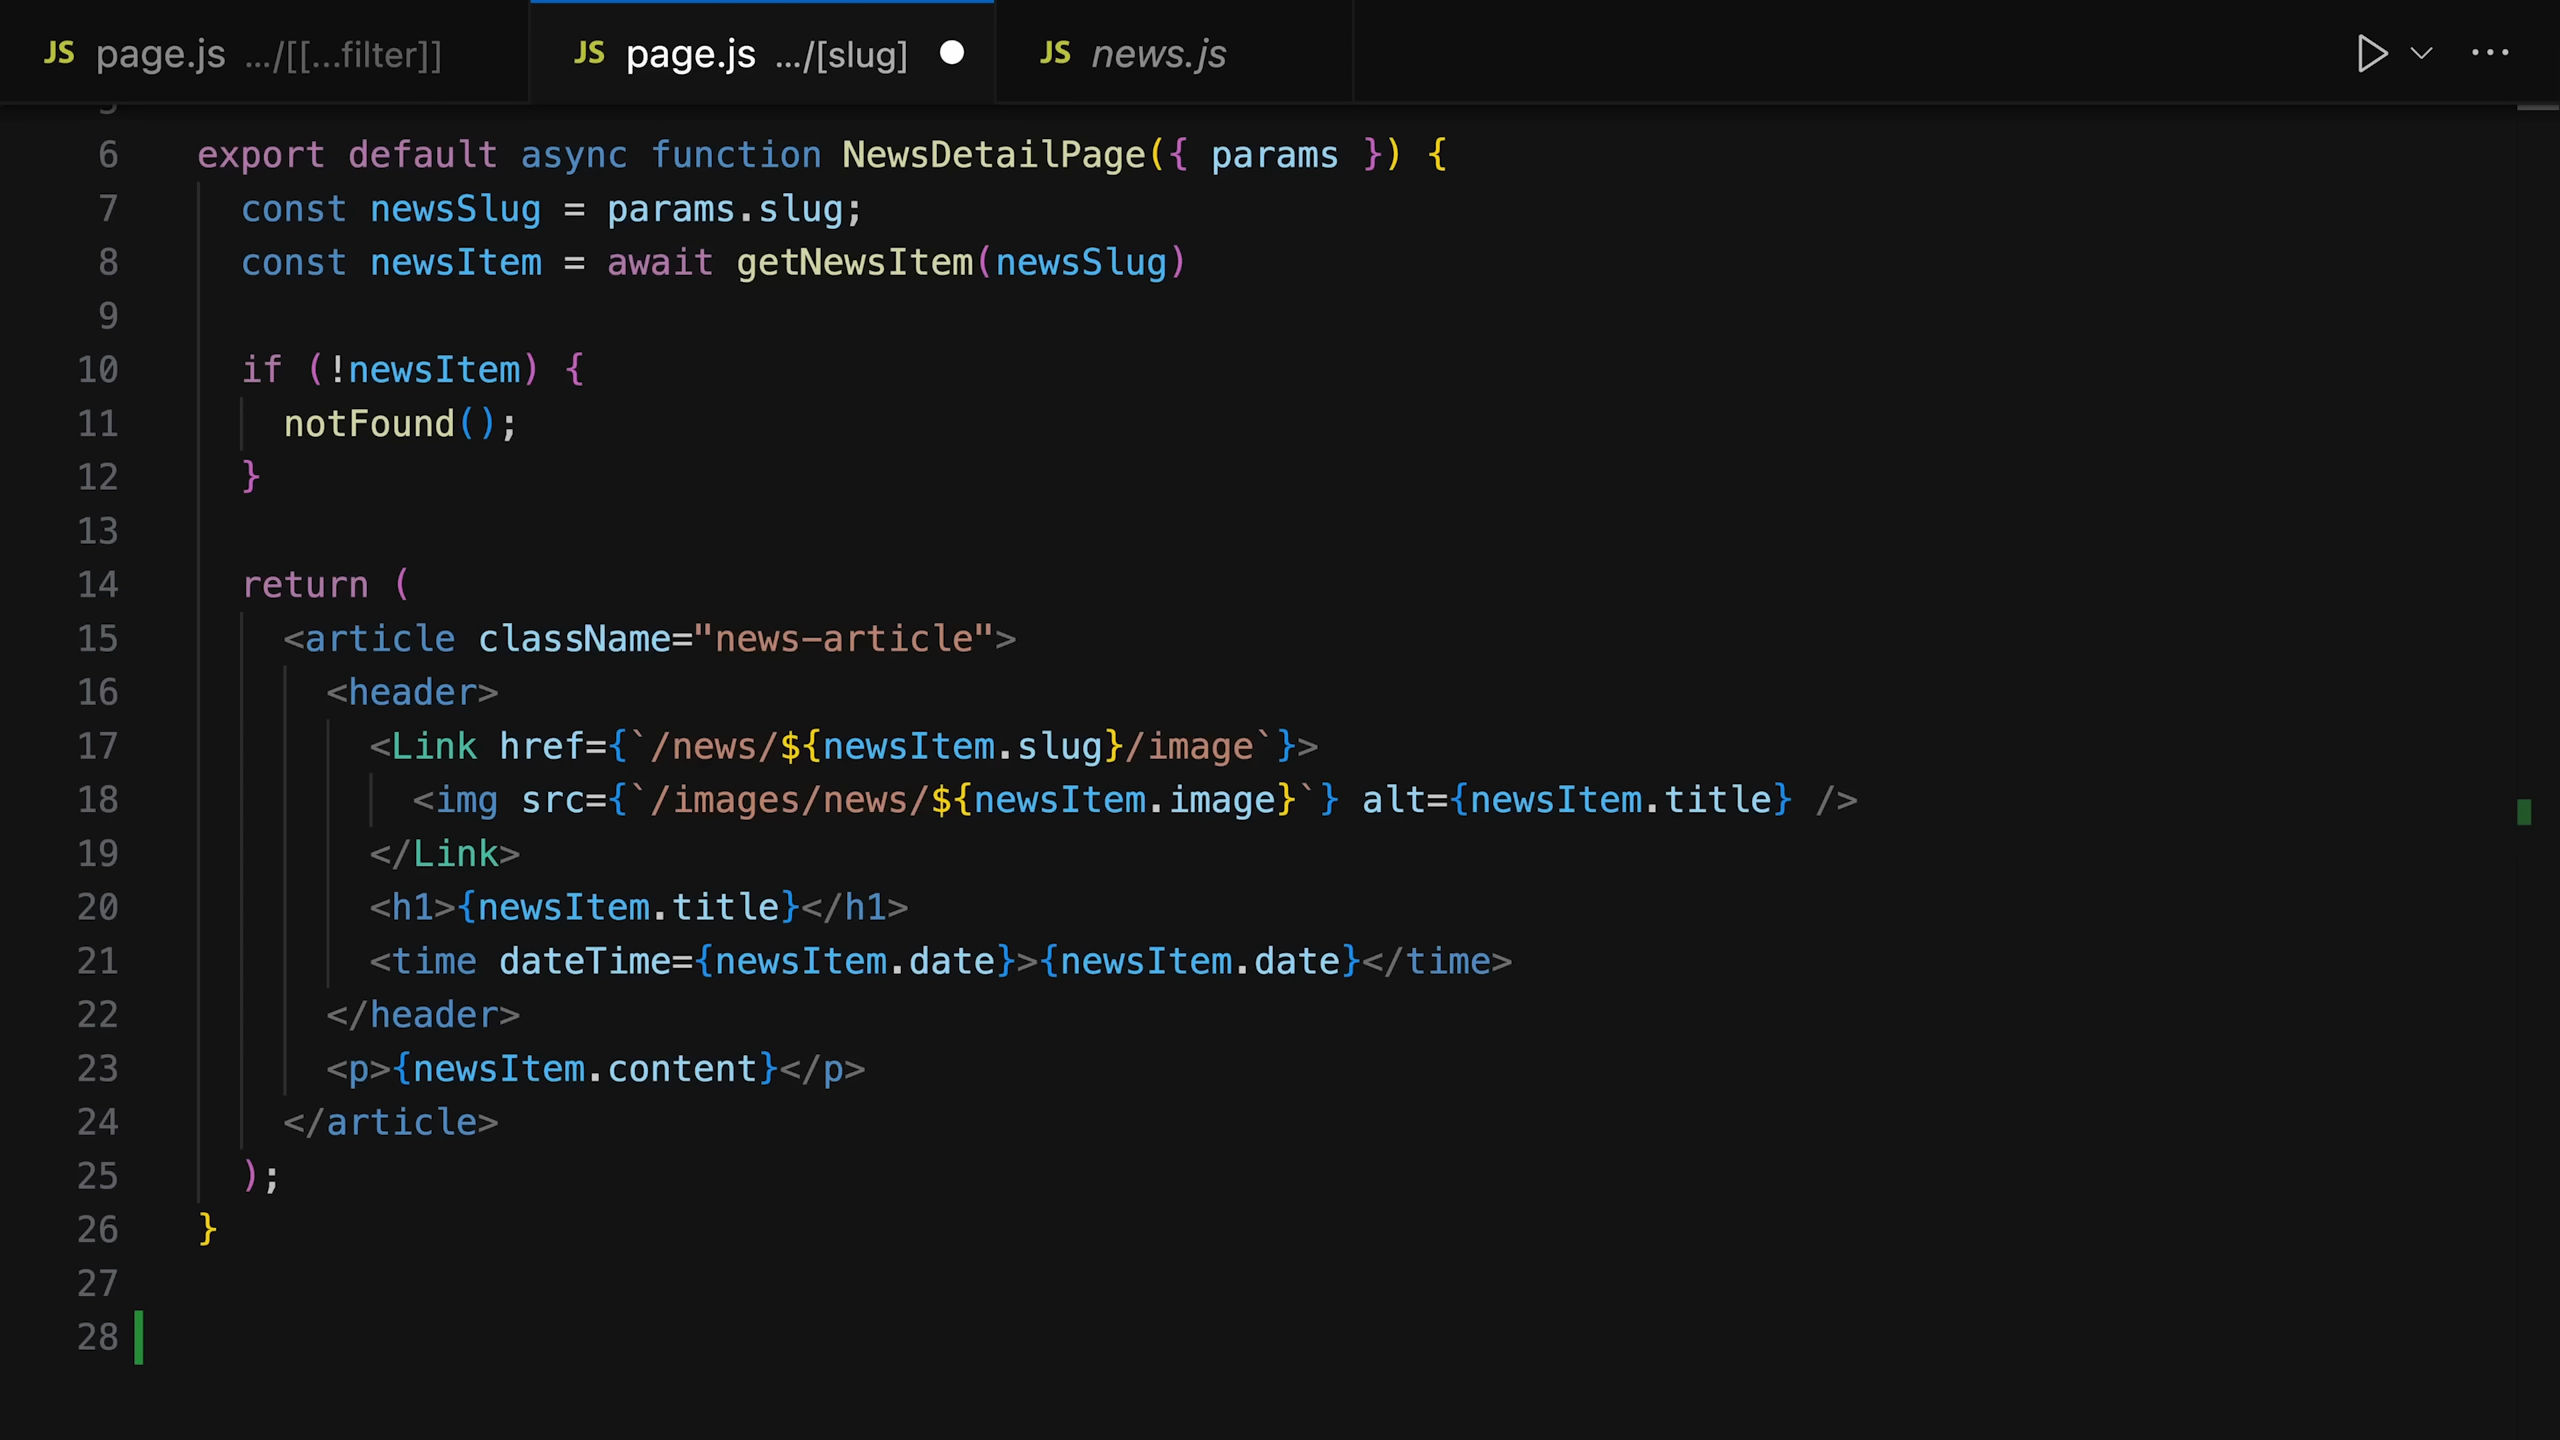 JS page.js .../[[...filter]] JS page.js .../[slug] JS news.js
6 export default async function NewsDetailPage({ params }) {
7 const newsSlug = params.slug;
8 const newsItem = await getNewsItem(newsSlug)
9
10 if (!newsItem) {
11 notFound();
12 }
13
14 return (
15 <article className="news-article">
16 <header>
17 <Link href={`/news/${newsItem.slug}/image`}>
18 <img src={`/images/news/${newsItem.image}`} alt={newsItem.title} />
19 </Link>
20 <h1>{newsItem.title}</h1>
21 <time dateTime={newsItem.date}>{newsItem.date}</time>
22 </header>
23 <p>{newsItem.content}</p>
24 </article>
25 );
26 }
27
28